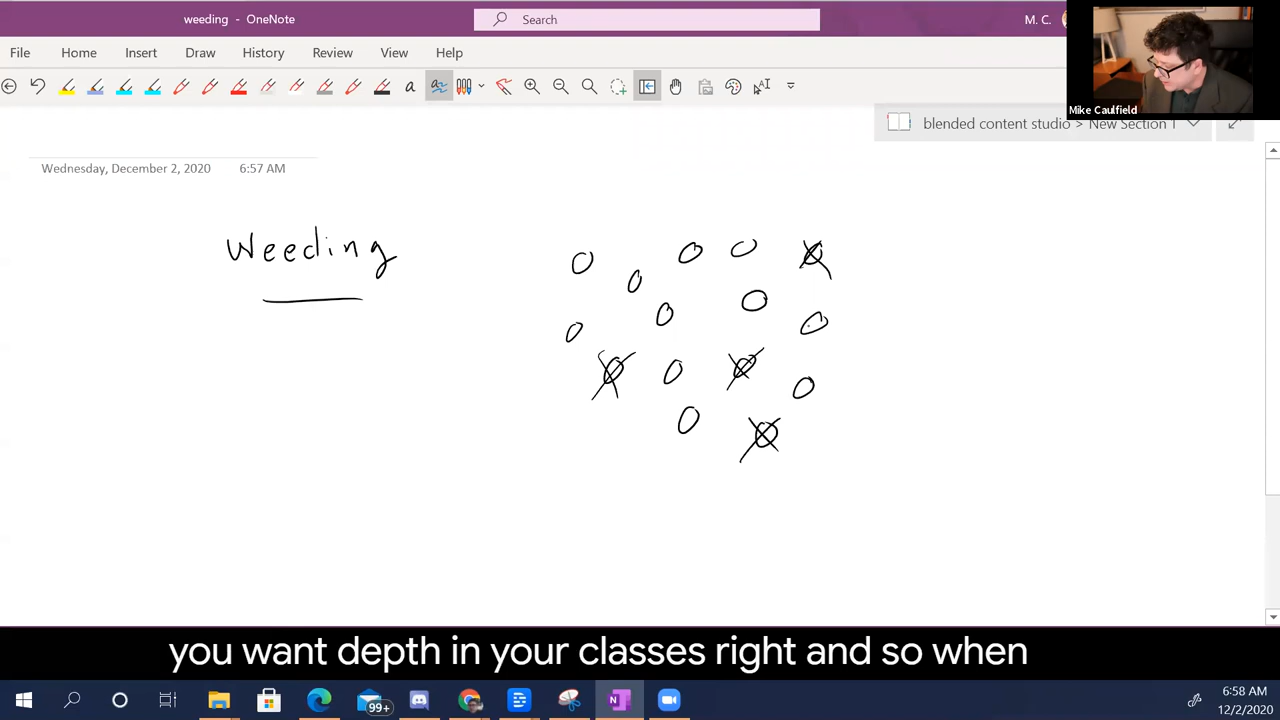 weeding - OneNote
Search
M. C.
File Home Insert Draw History Review View Help
Mike Caulfield
blended content studio > New Section 1
Wednesday, December 2, 2020 6:57 AM
Weeding
you want depth in your classes right and so when
99+
6:58 AM
12/2/2020